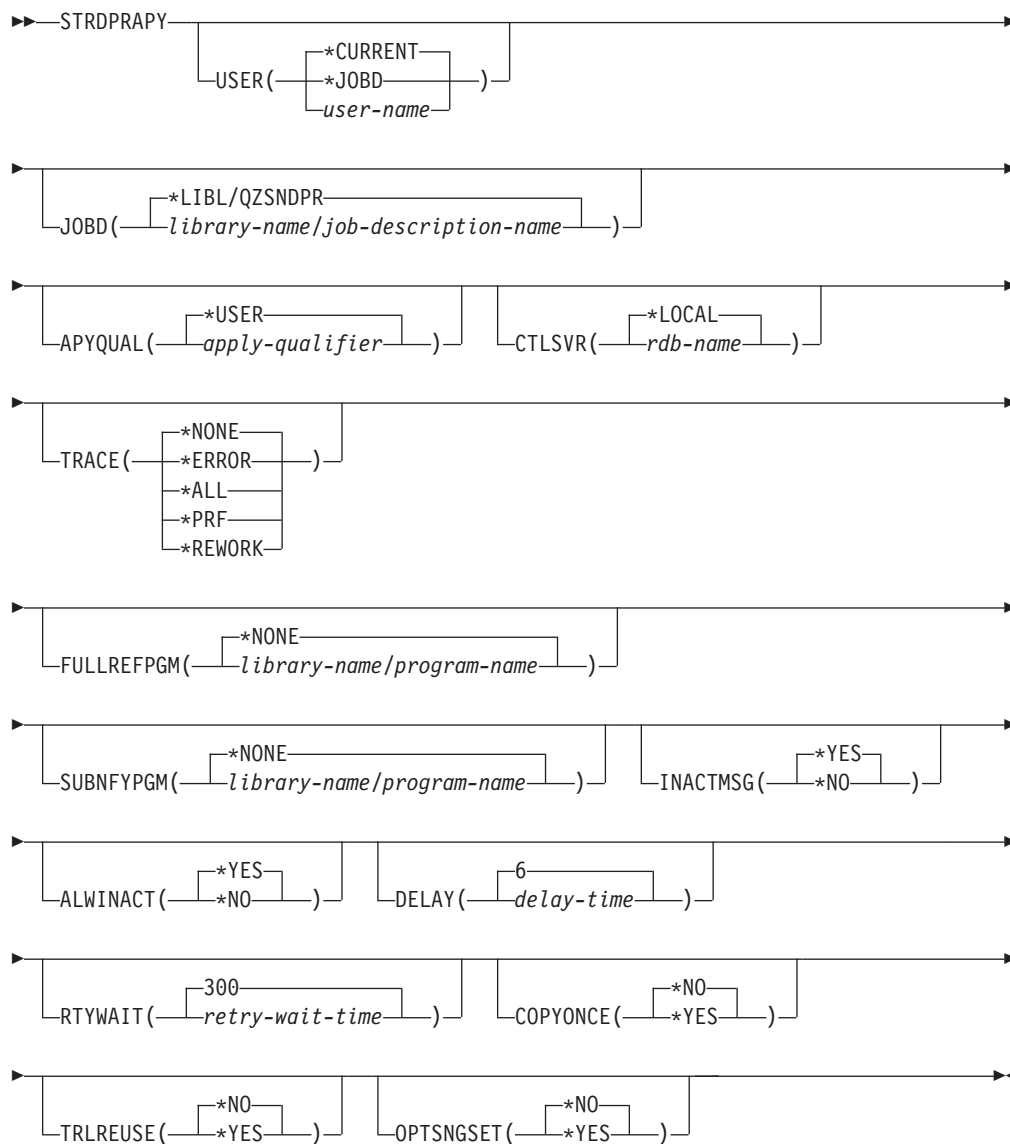 STRDPRAPY
*CURRENT
USER( *JOBD )
user-name
*LIBL/QZSNDPR
JOBD( library-name/job-description-name )
*USER *LOCAL
APYQUAL( apply-qualifier ) CTLSVR( rdb-name )
*NONE
TRACE( *ERROR )
*ALL
*PRF
*REWORK
*NONE
FULLREFPGM( library-name/program-name )
*NONE *YES
SUBNFYPGM( library-name/program-name ) INACTMSG( *NO )
*YES 6
ALWINACT( *NO ) DELAY( delay-time )
300 *NO
RTYWAIT( retry-wait-time ) COPYONCE( *YES )
*NO *NO
TRLREUSE( *YES ) OPTSNGSET( *YES )